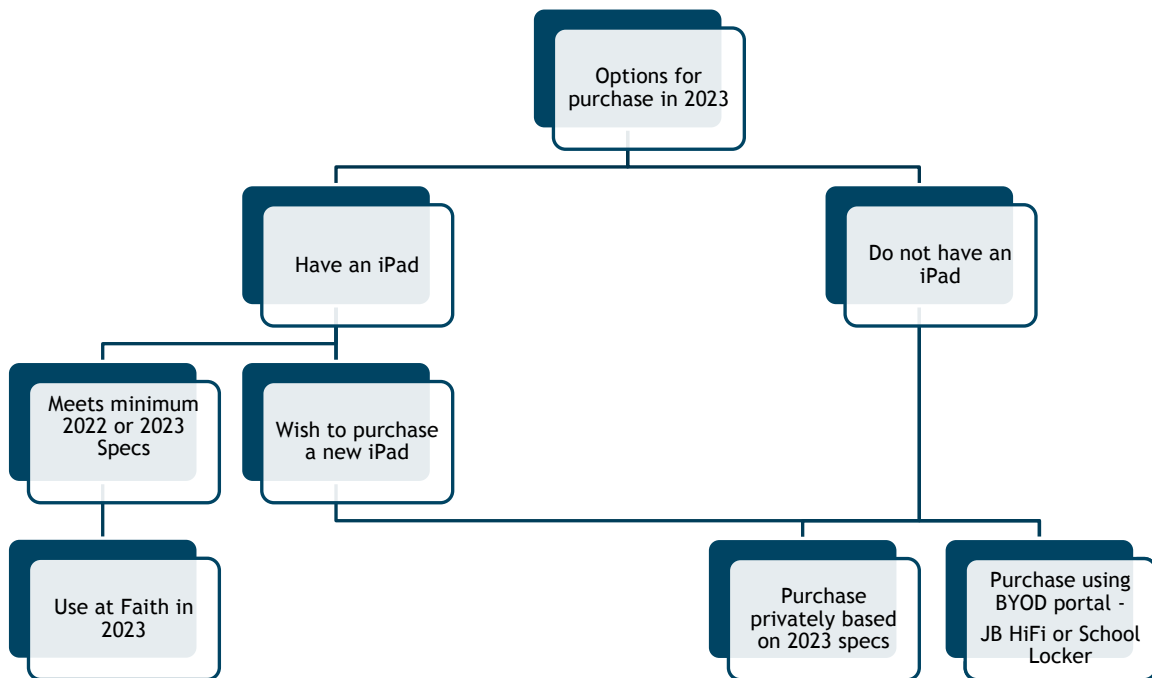 Options for
purchase in 2023
Have an iPad
Do not have an
iPad
Meets minimum
2022 or 2023
Specs
Wish to purchase
a new iPad
Use at Faith in
2023
Purchase
privately based
on 2023 specs
Purchase using
BYOD portal -
JB HiFi or School
Locker